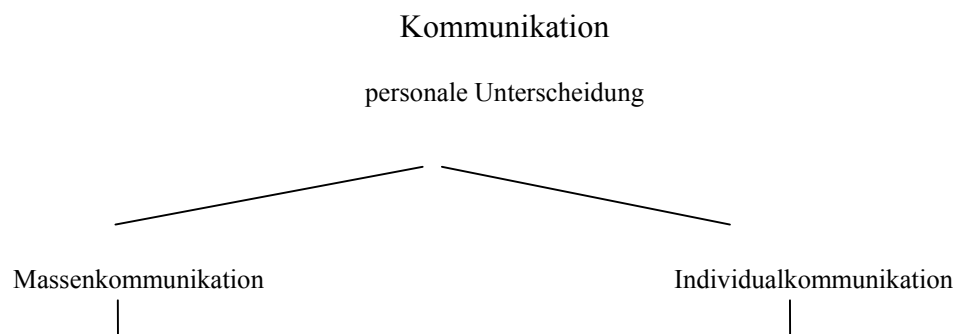 Kommunikation
personale Unterscheidung
Massenkommunikation
Individualkommunikation